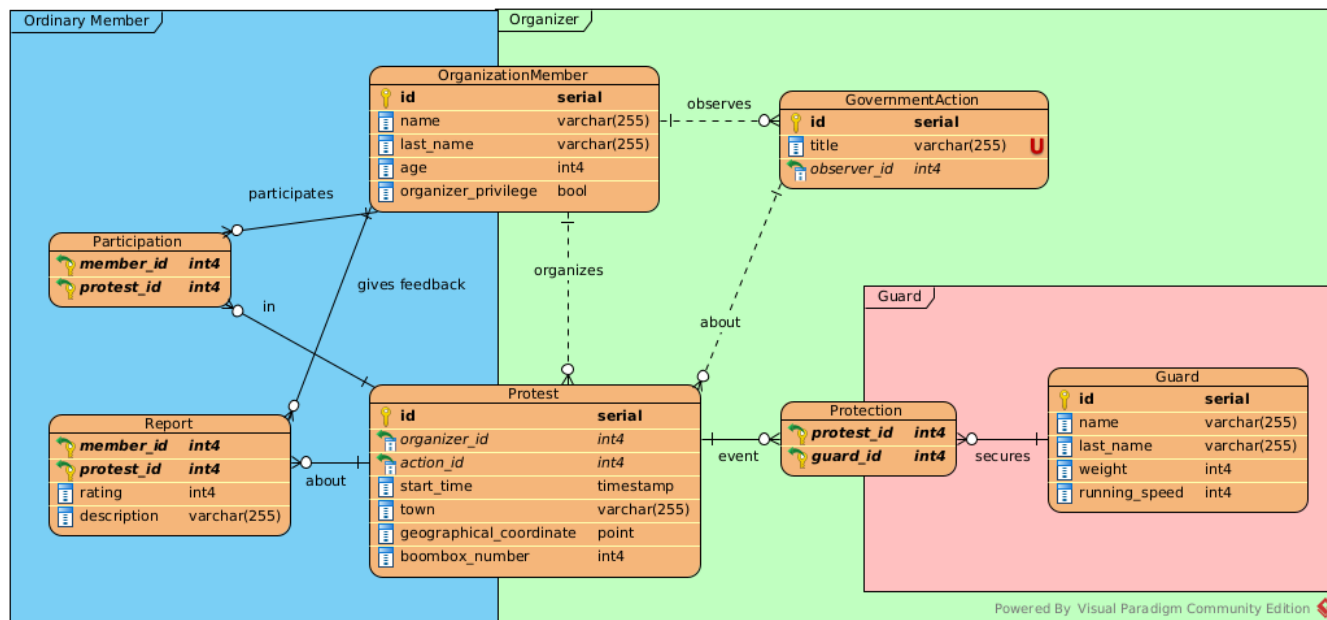 Ordinary Member
Organizer
OrganizationMember
id serial
name varchar(255)
last_name varchar(255)
age int4
organizer_privilege bool
observes
GovernmentAction
id serial
title varchar(255) U
observer_id int4
participates
Participation
member_id int4
protest_id int4
in
gives feedback
organizes
about
Guard
Report
member_id int4
protest_id int4
rating int4
description varchar(255)
about
Protest
id serial
organizer_id int4
action_id int4
start_time timestamp
town varchar(255)
geographical_coordinate point
boombox_number int4
event
Protection
protest_id int4
guard_id int4
secures
Guard
id serial
name varchar(255)
last_name varchar(255)
weight int4
running_speed int4
Powered By Visual Paradigm Community Edition